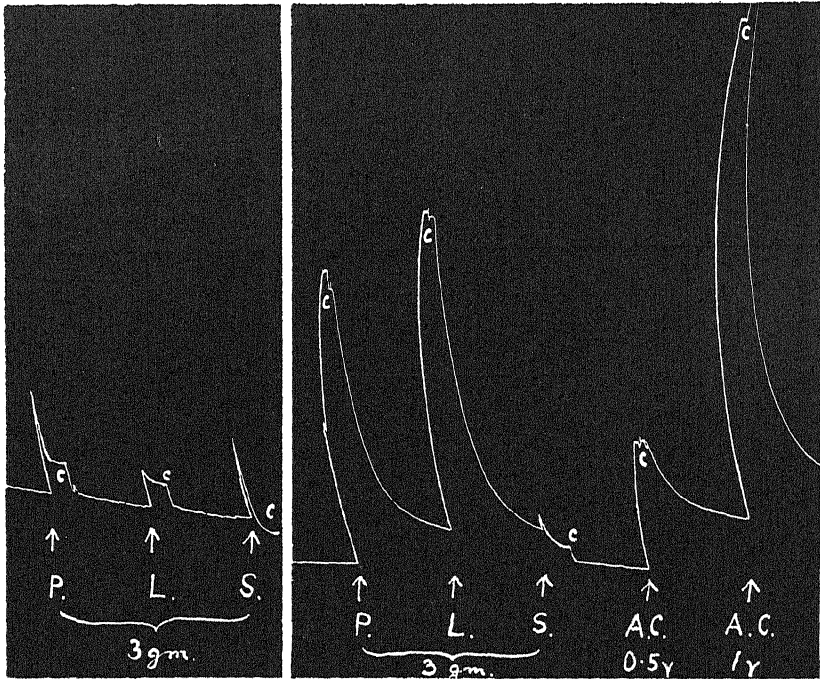 c c c
P. L. S.
3 gm.
c c c c c
P. L. S. A.C. A.C.
3 gm. 0.5γ 1γ